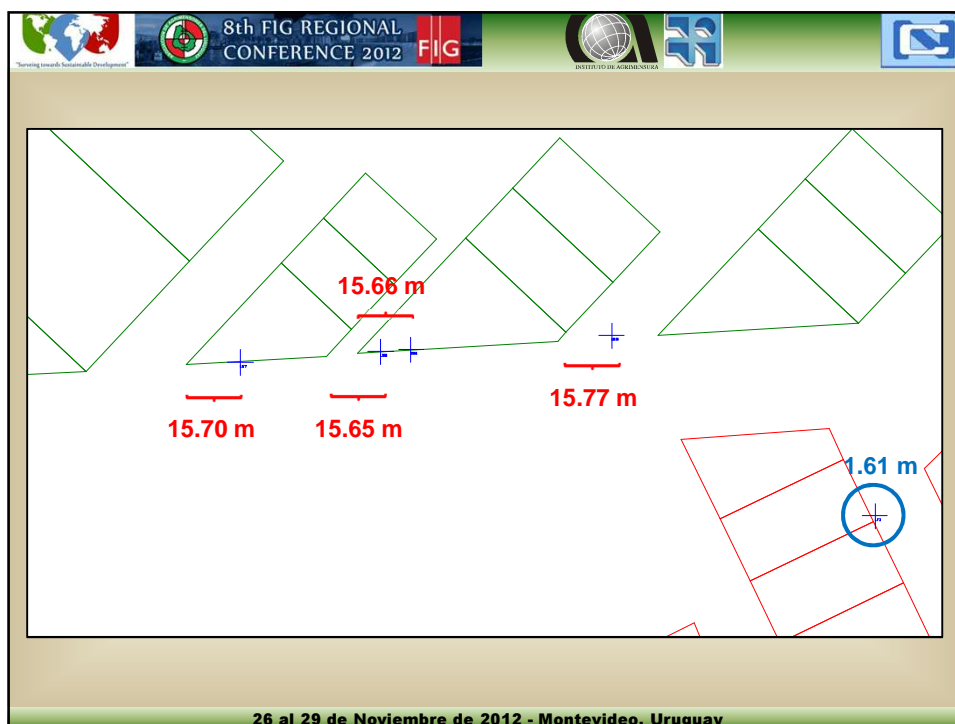 8th FIG REGIONAL
CONFERENCE 2012
FIG
"Surveying towards Sustainable Development"
INSTITUTO DE AGRIMENSURA
15.66 m
15.77 m
15.70 m
15.65 m
1.61 m
26 al 29 de Noviembre de 2012 - Montevideo, Uruguay